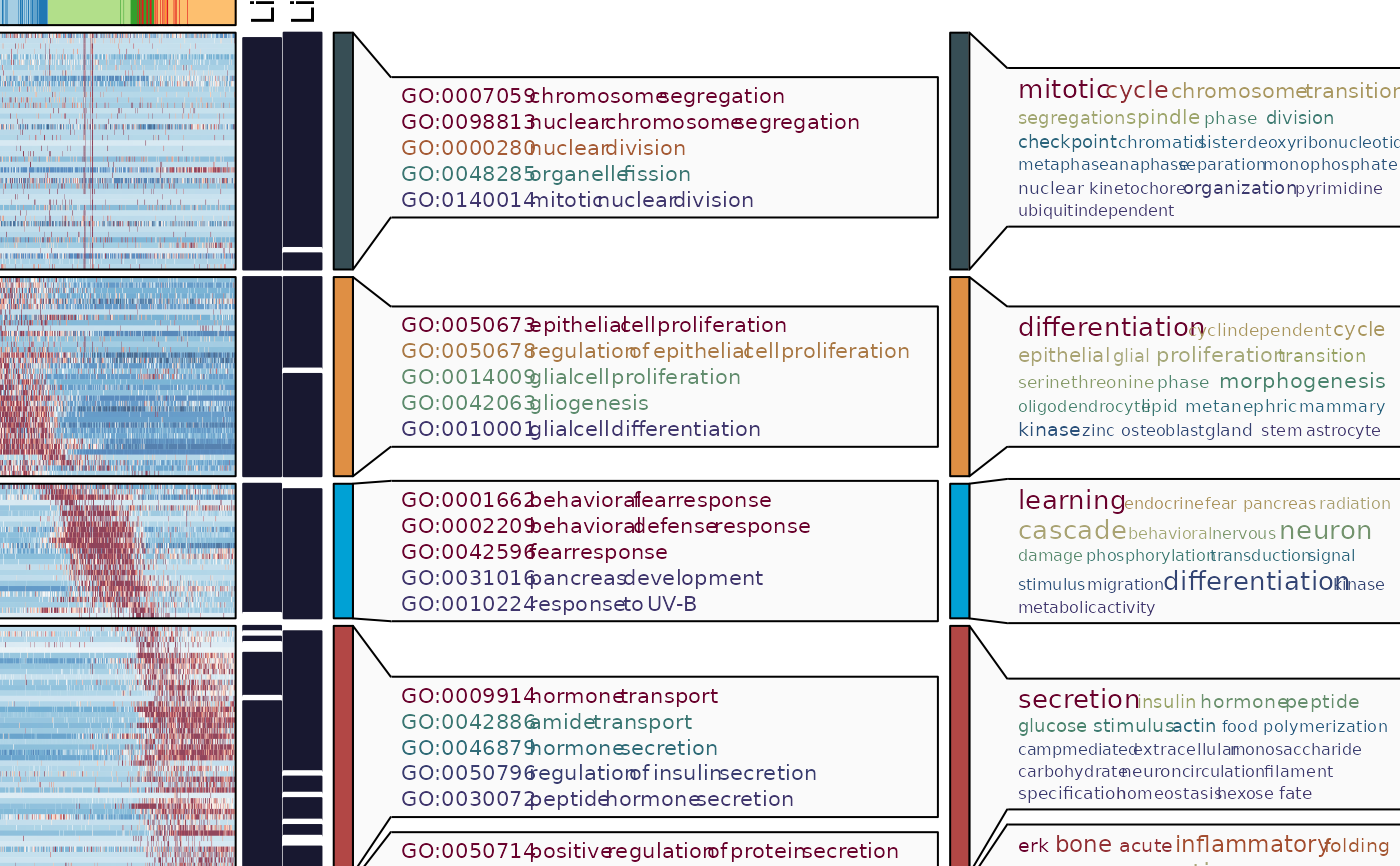 Li Li
GO:0007059 chromosome segregation
GO:0098813 nuclear chromosome segregation
GO:0000280 nuclear division
GO:0048285 organelle fission
GO:0140014 mitotic nuclear division
mitotic cycle chromosome transition
segregation spindle phase division
checkpoint chromatid sister deoxyribonucleotide
metaphaseanaphase separation monophosphate
nuclear kinetochore organization pyrimidine
ubiquitindependent
GO:0050673 epithelial cell proliferation
GO:0050678 regulation of epithelial cell proliferation
GO:0014009 glial cell proliferation
GO:0042063 gliogenesis
GO:0010001 glial cell differentiation
differentiation cyclindependent cycle
epithelial glial proliferation transition
serinethreonine phase morphogenesis
oligodendrocyte lipid metanephric mammary
kinase zinc osteoblast gland stem astrocyte
GO:0001662 behavioral fear response
GO:0002209 behavioral defense response
GO:0042596 fear response
GO:0031016 pancreas development
GO:0010224 response to UV-B
learning endocrine fear pancreas radiation
cascade behavioral nervous neuron
damage phosphorylation transduction signal
stimulus migration differentiation kinase
metabolic activity
GO:0009914 hormone transport
GO:0042886 amide transport
GO:0046879 hormone secretion
GO:0050796 regulation of insulin secretion
GO:0030072 peptide hormone secretion
secretion insulin hormone peptide
glucose stimulus actin food polymerization
campmediated extracellular monosaccharide
carbohydrate neuron circulation filament
specification homeostasis hexose fate
GO:0050714 positive regulation of protein secretion
erk bone acute inflammatory folding